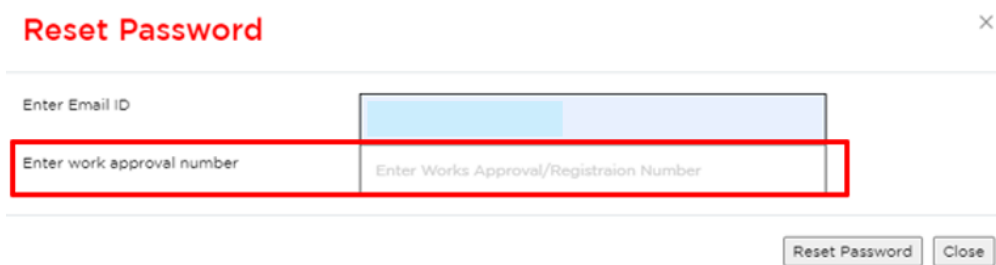 Reset Password
×
Enter Email ID
Enter work approval number
Enter Works Approval/Registraion Number
Reset Password
Close